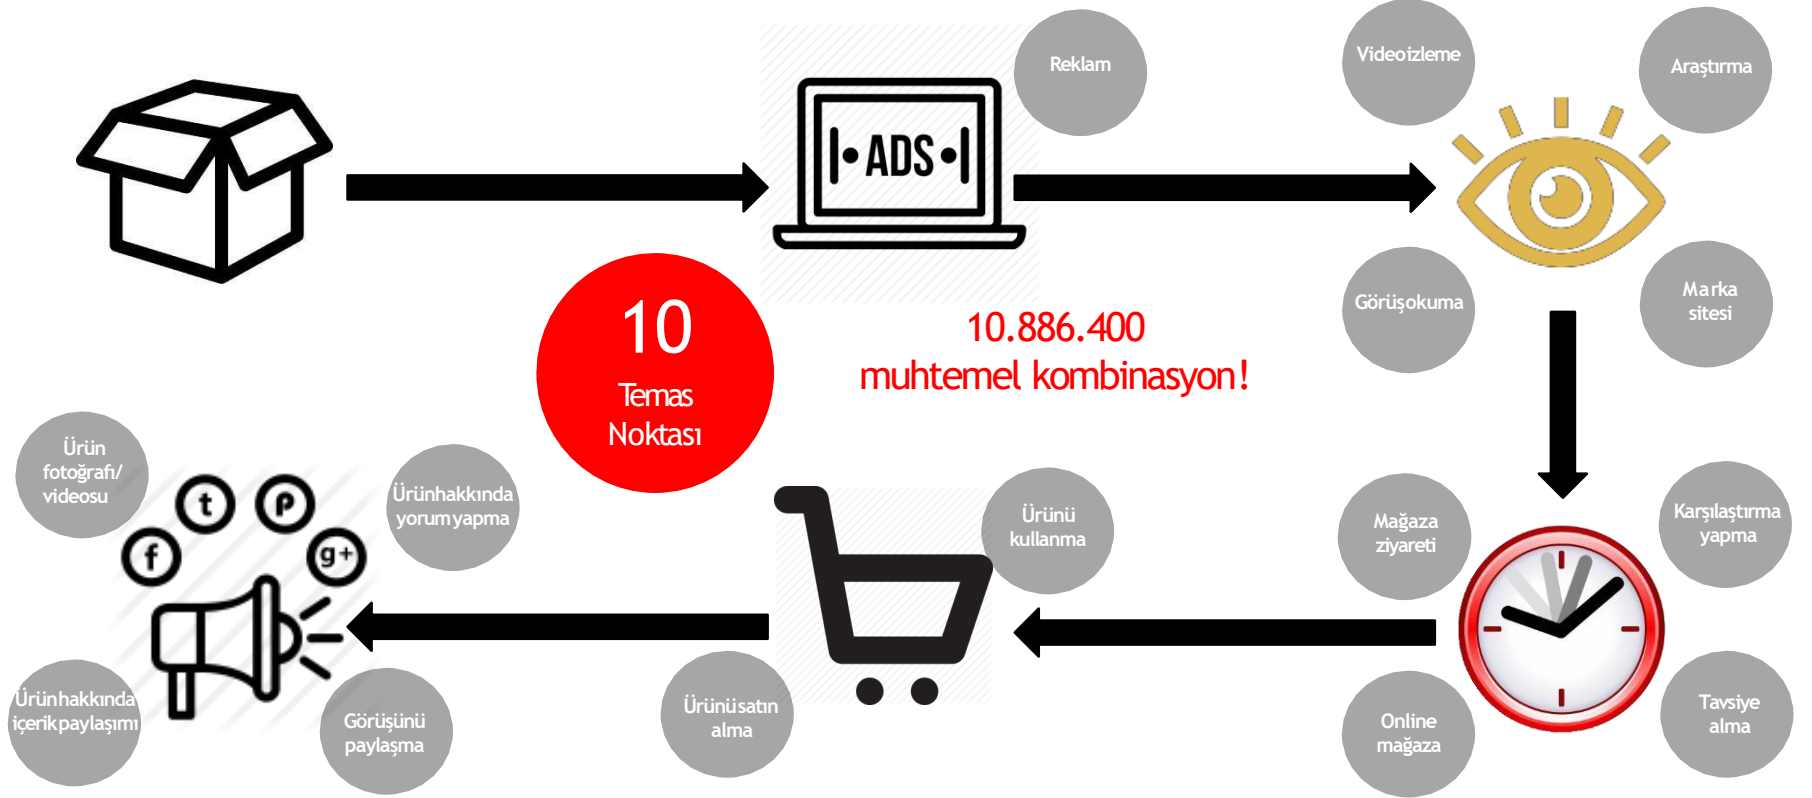 Reklam
Videoizleme
Araştırma
|• ADS •|
Görüşokuma
Marka
sitesi
10
Temas
Noktası
10.886.400
muhtemel kombinasyon!
Ürün
fotoğrafı/
videosu
t
p
f
g+
Ürünhakkında
yorumyapma
Ürünü
kullanma
Mağaza
ziyareti
Karşılaştırma
yapma
Ürünhakkında
içerikpaylaşımı
Görüşünü
paylaşma
Ürünüsatın
alma
Online
mağaza
Tavsiye
alma